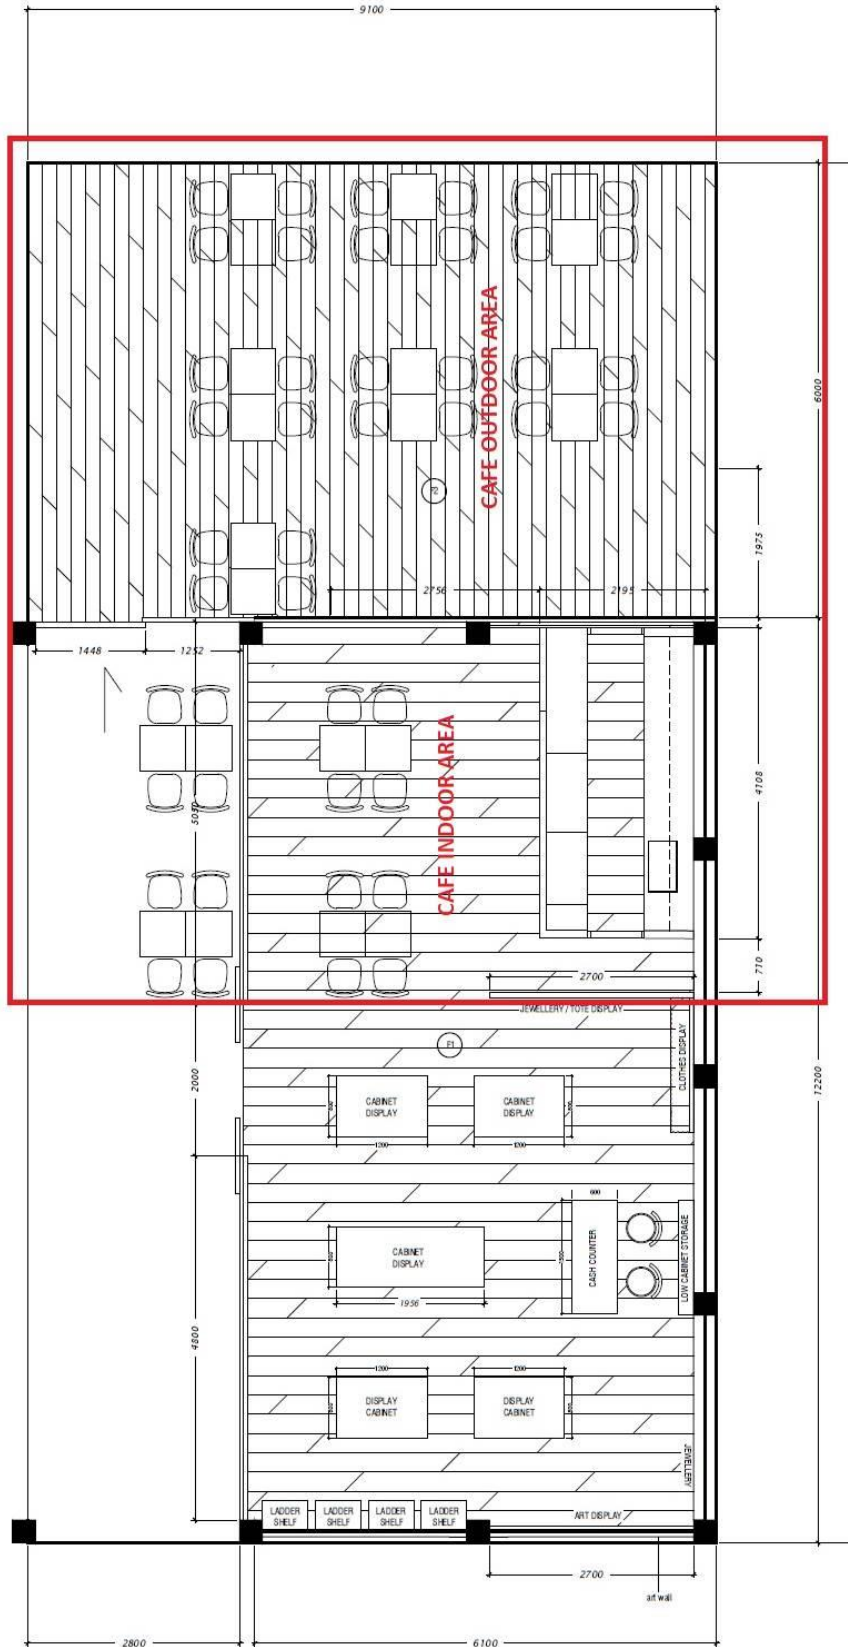 9100
CAFE OUTDOOR AREA
6000
1975
2756
2195
1448
1252
5050
CAFE INDOOR AREA
4108
710
2700
JEWELLERY / TOTE DISPLAY
CLOTHES DISPLAY
F1
2000
12200
CABINET
DISPLAY
CABINET
DISPLAY
1200
1200
600
CABINET
DISPLAY
1956
CASH COUNTER
LOW CABINET STORAGE
4800
1200
1200
DISPLAY
CABINET
DISPLAY
CABINET
JEWELLERY
LADDER
SHELF
LADDER
SHELF
LADDER
SHELF
LADDER
SHELF
ART DISPLAY
2700
art wall
2800
6100